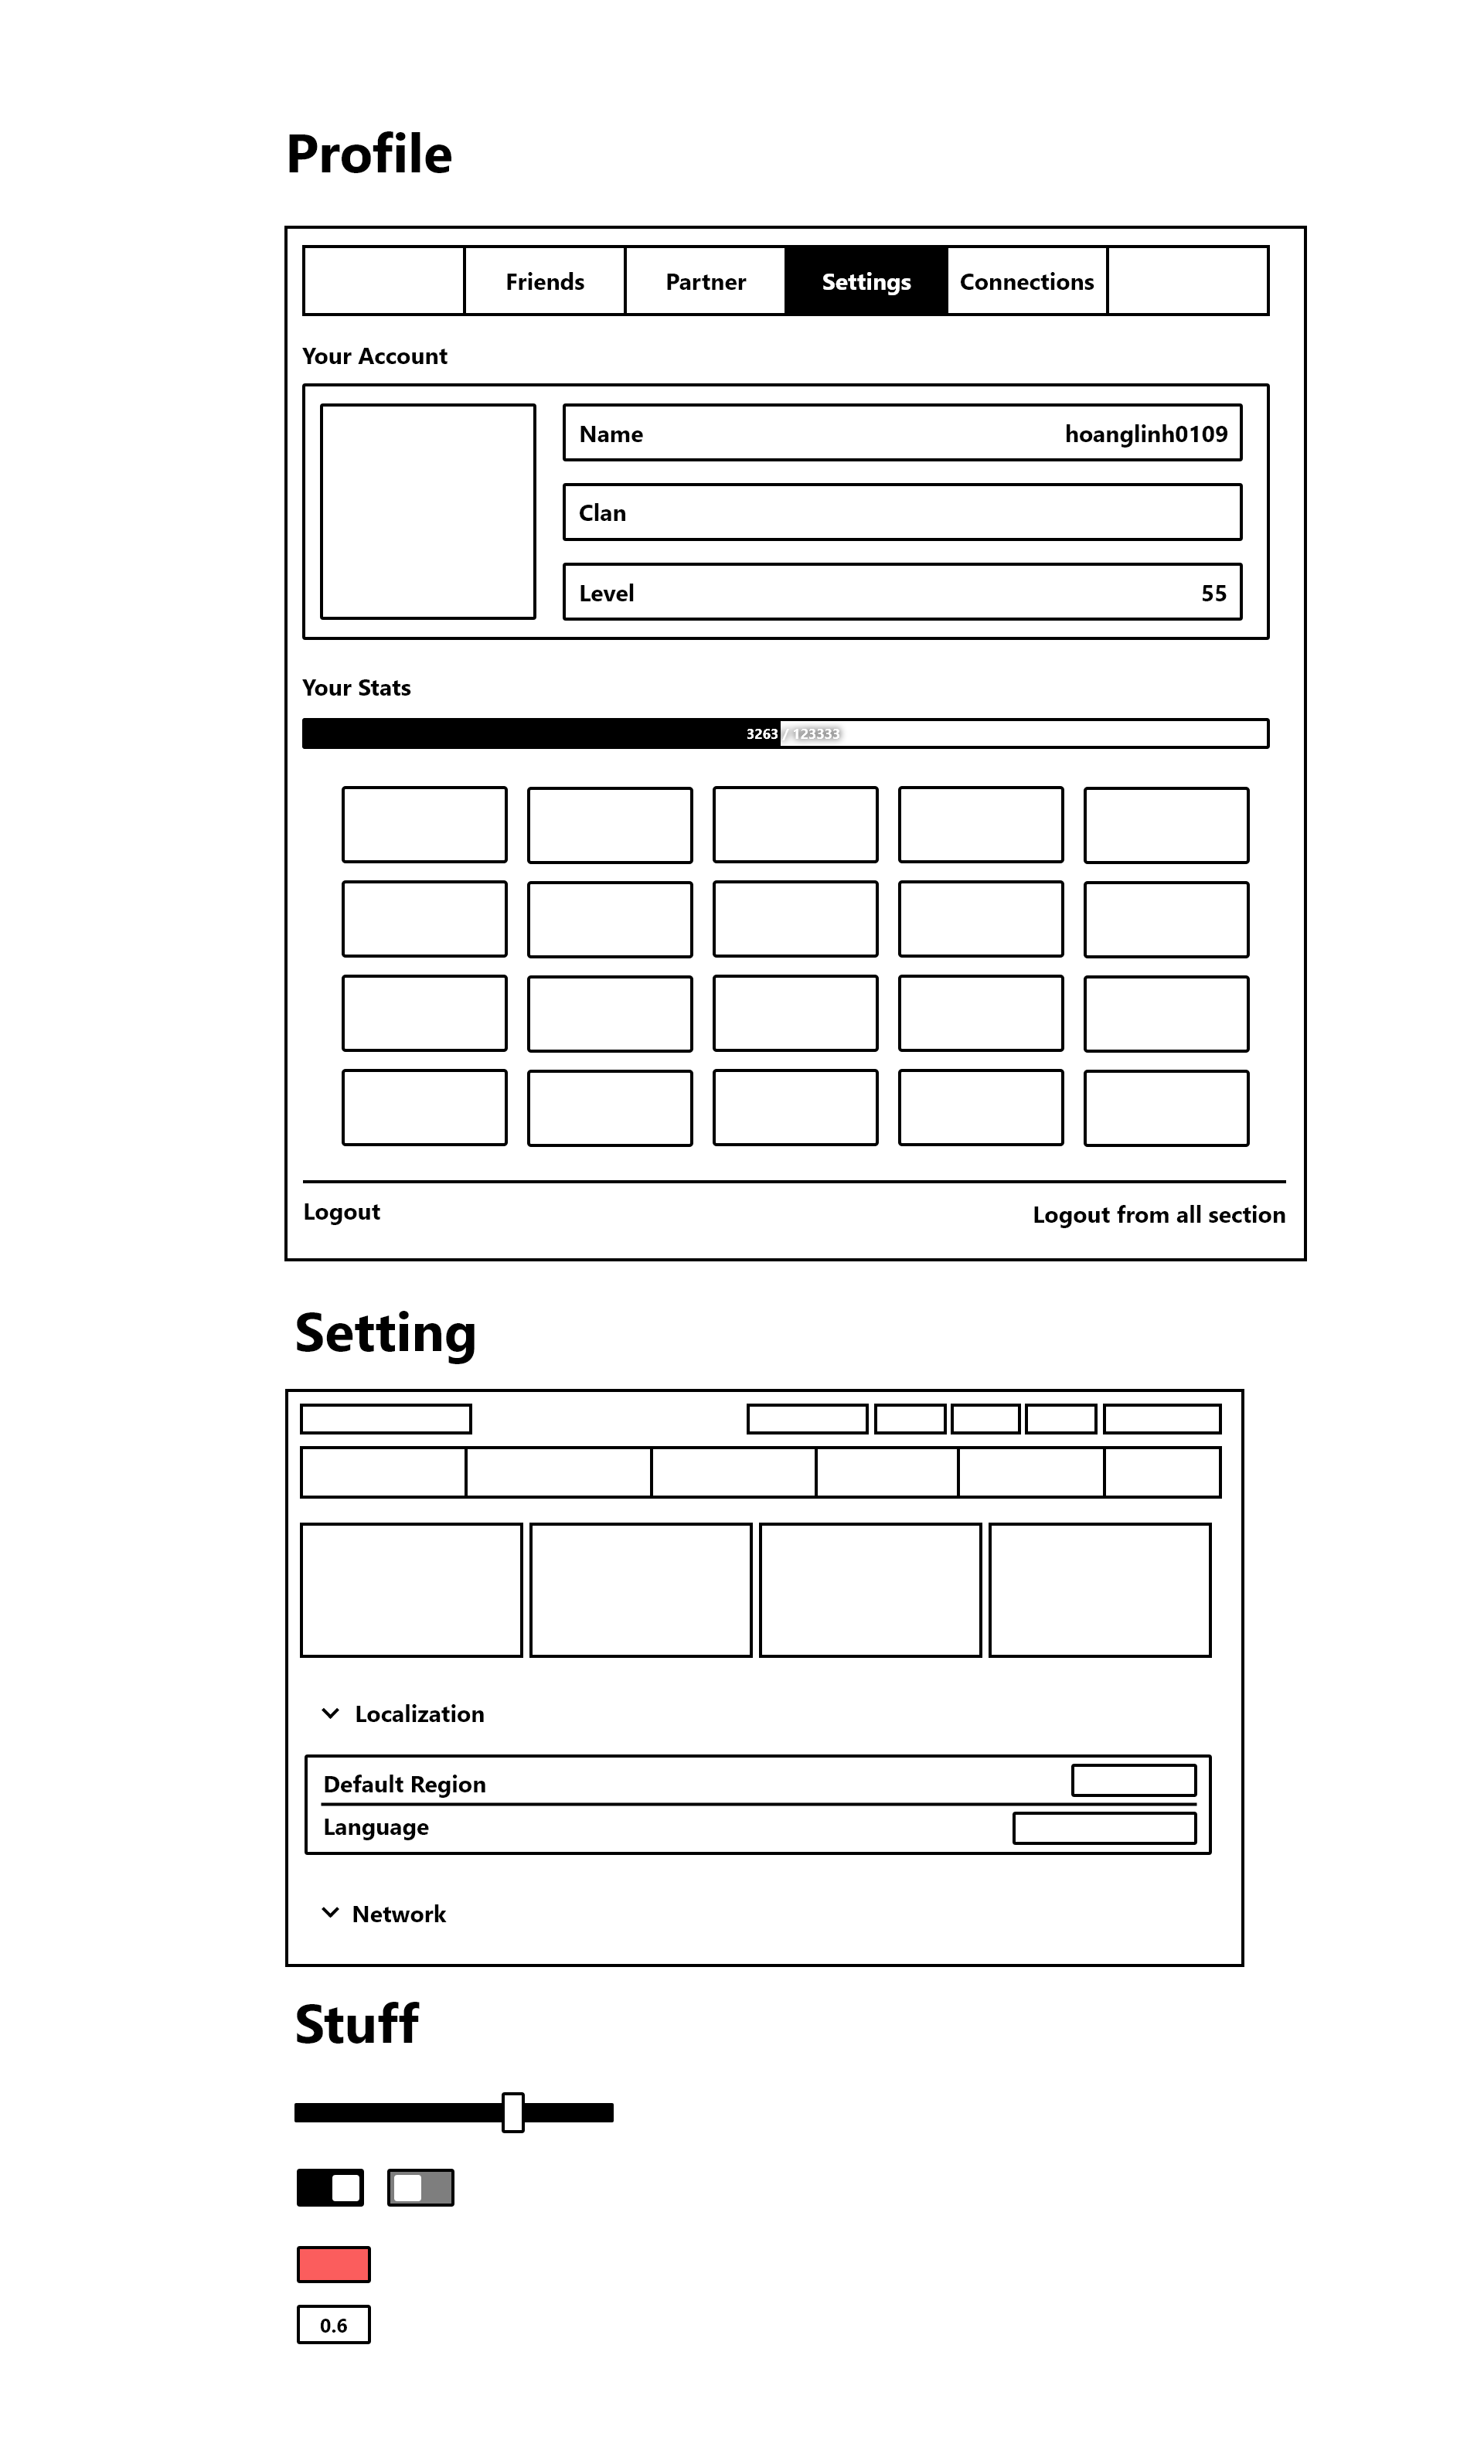 Profile
Friends Partner Settings Connections
Your Account
Name hoanglinh0109
Clan
Level 55
Your Stats
3263 / 123333
Logout Logout from all section
Setting
Localization
Default Region
Language
Network
Stuff
0.6